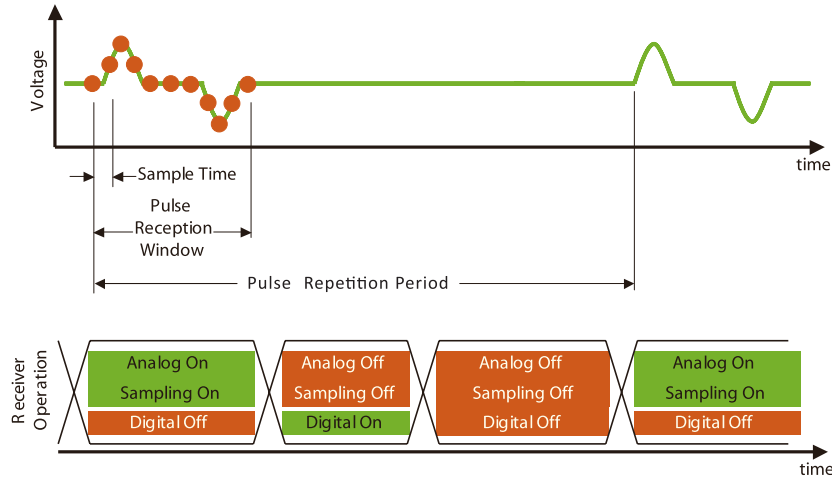 Voltage
time
Sample Time
Pulse
Reception
Window
Pulse Repetition Period
Receiver
Operation
Analog On
Sampling On
Digital Off
Analog Off
Sampling Off
Digital On
Analog Off
Sampling Off
Digital Off
Analog On
Sampling On
Digital Off
time